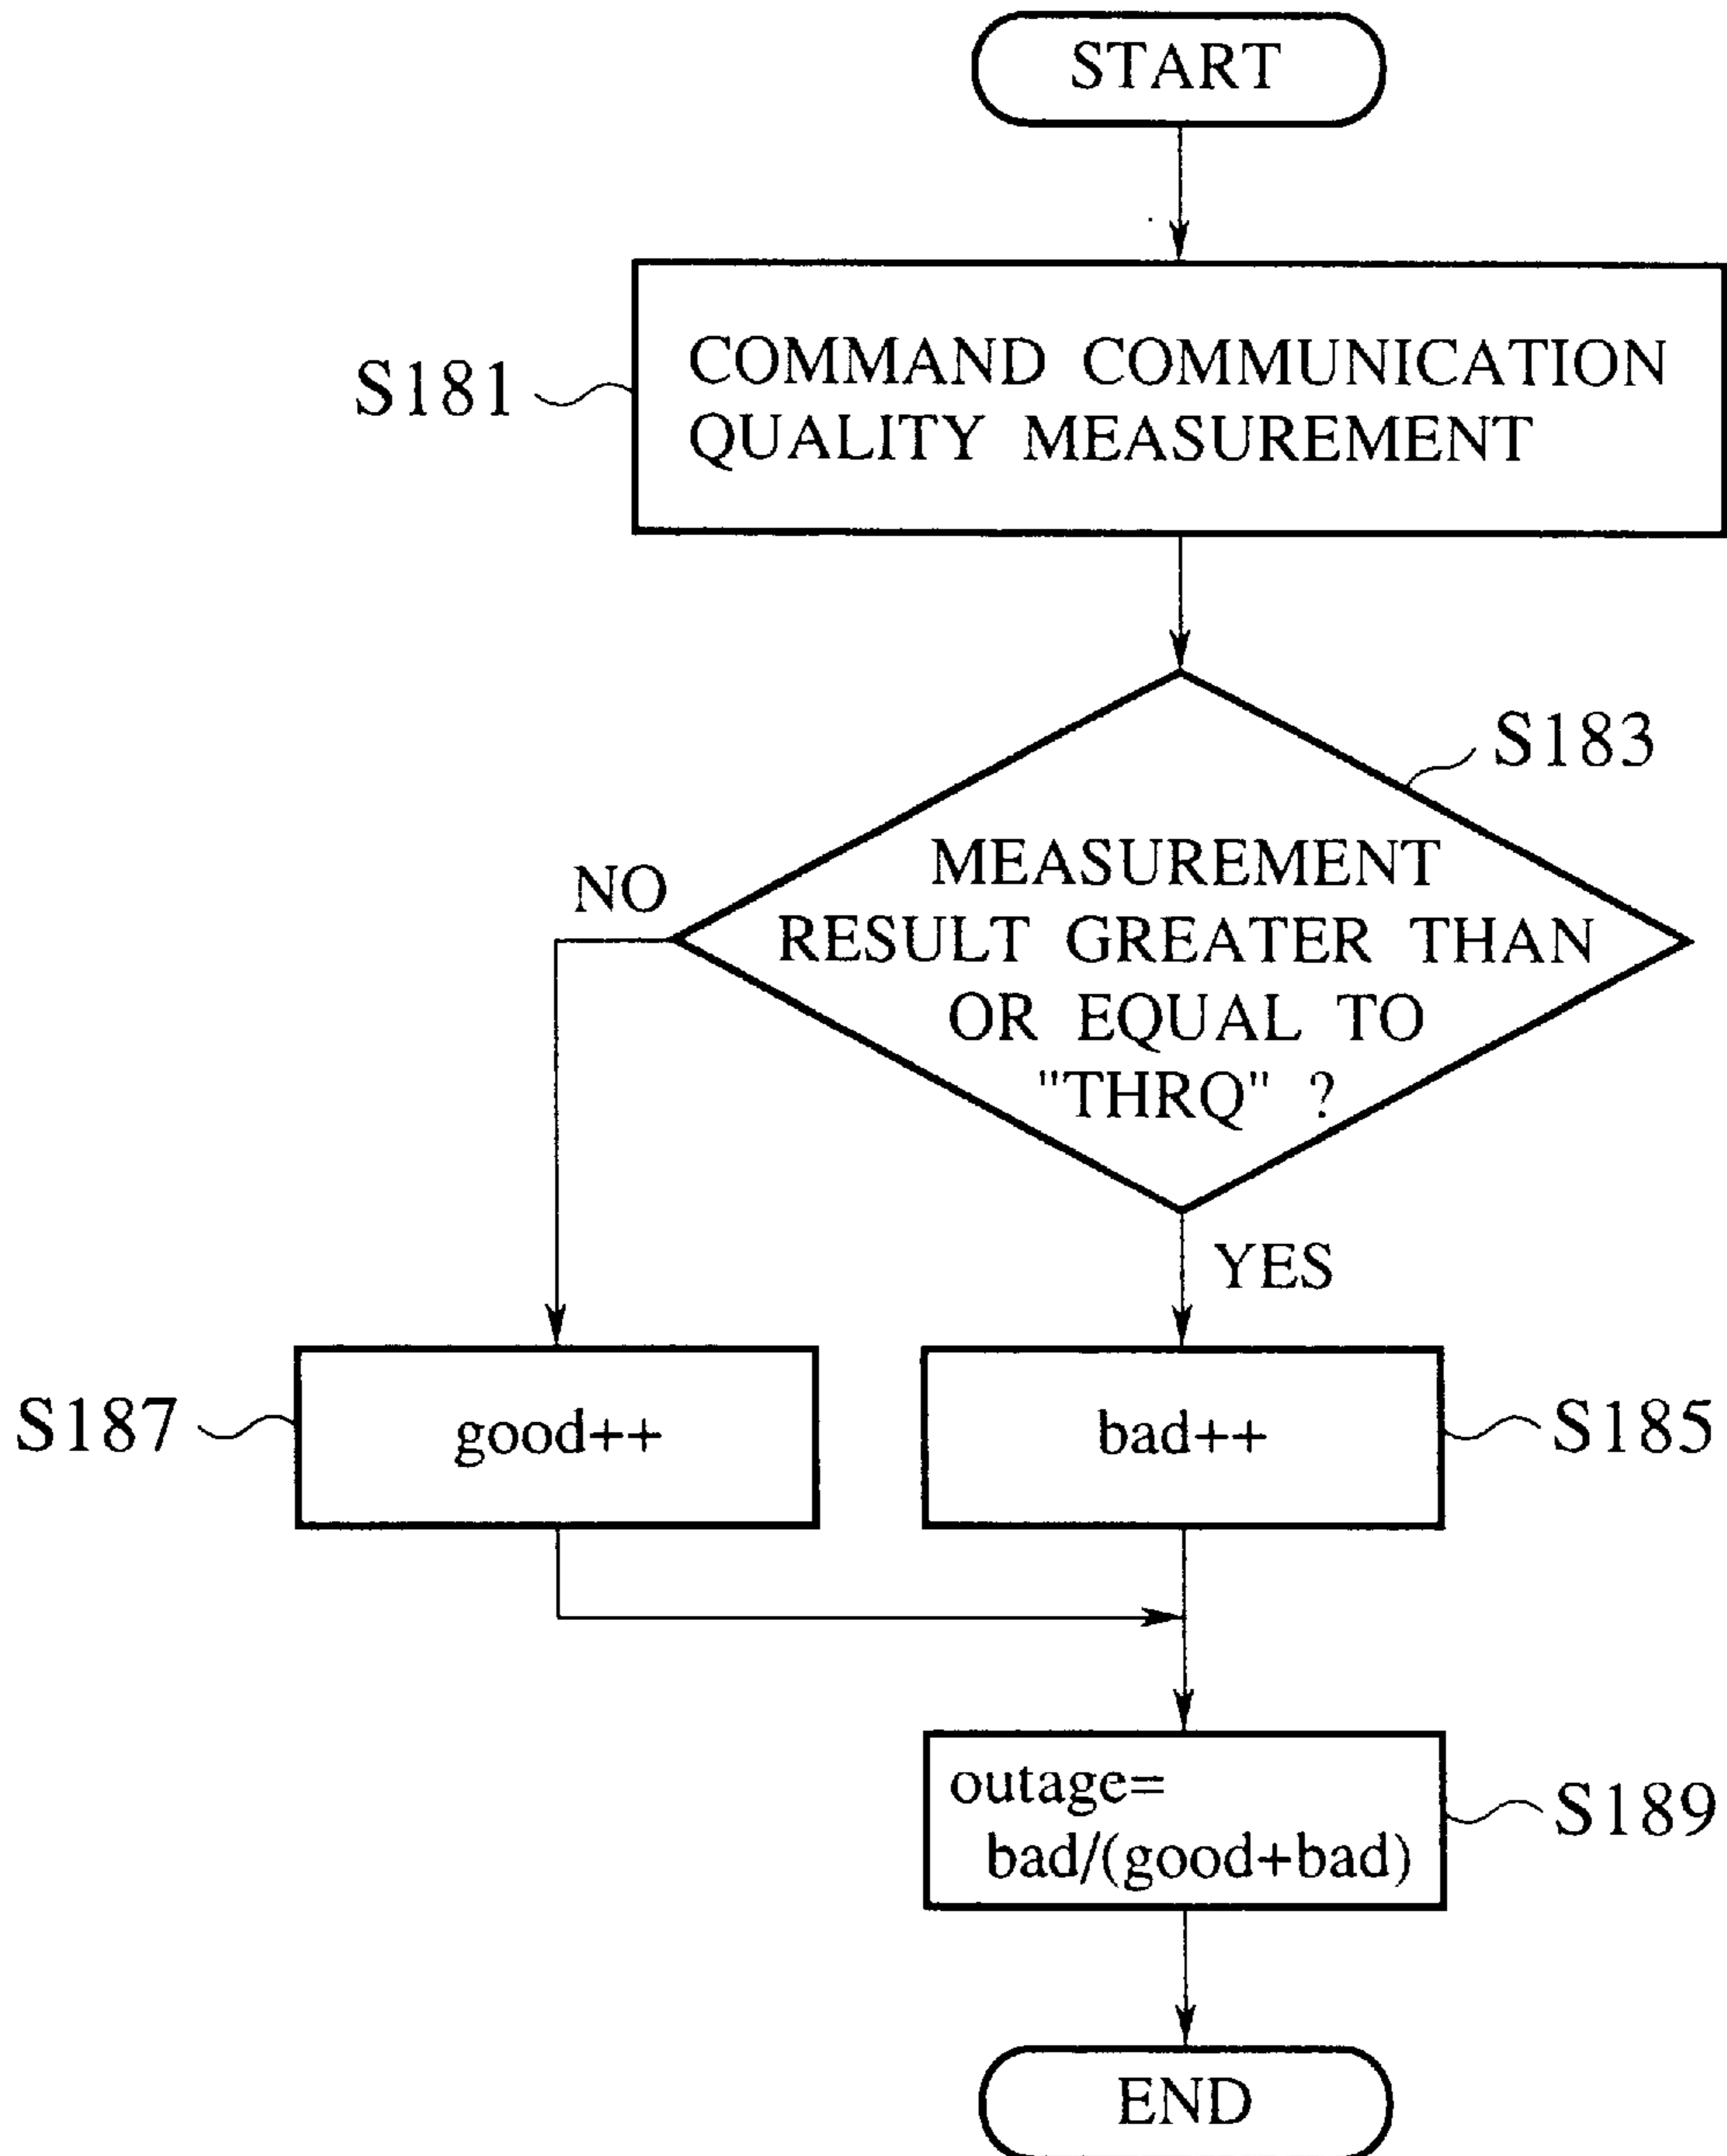 START
S181
COMMAND COMMUNICATION
QUALITY MEASUREMENT
S183
MEASUREMENT
RESULT GREATER THAN
OR EQUAL TO
"THRQ" ?
NO
YES
S187
good++
bad++
S185
outage=
bad/(good+bad)
S189
END